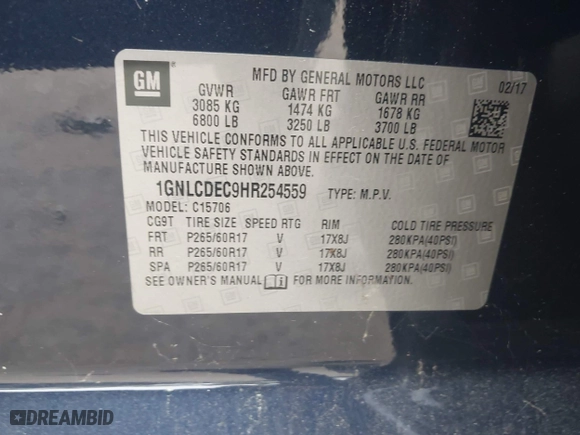 GM
MFD BY GENERAL MOTORS LLC
02/17
GVWR GAWR FRT GAWR RR
3085 KG 1474 KG 1678 KG
6800 LB 3250 LB 3700 LB
THIS VEHICLE CONFORMS TO ALL APPLICABLE U.S. FEDERAL MOTOR
VEHICLE SAFETY STANDARDS IN EFFECT ON THE DATE OF
MANUFACTURE SHOWN ABOVE.
1GNLCDEC9HR254559 TYPE: M.P.V.
MODEL: C15706
CG9T TIRE SIZE SPEED RTG RIM COLD TIRE PRESSURE
FRT P265/60R17 V 17X8J 280KPA(40PSI)
RR P265/60R17 V 17X8J 280KPA(40PSI)
SPA P265/60R17 V 17X8J 280KPA(40PSI)
SEE OWNER'S MANUAL FOR MORE INFORMATION.
DREAMBID